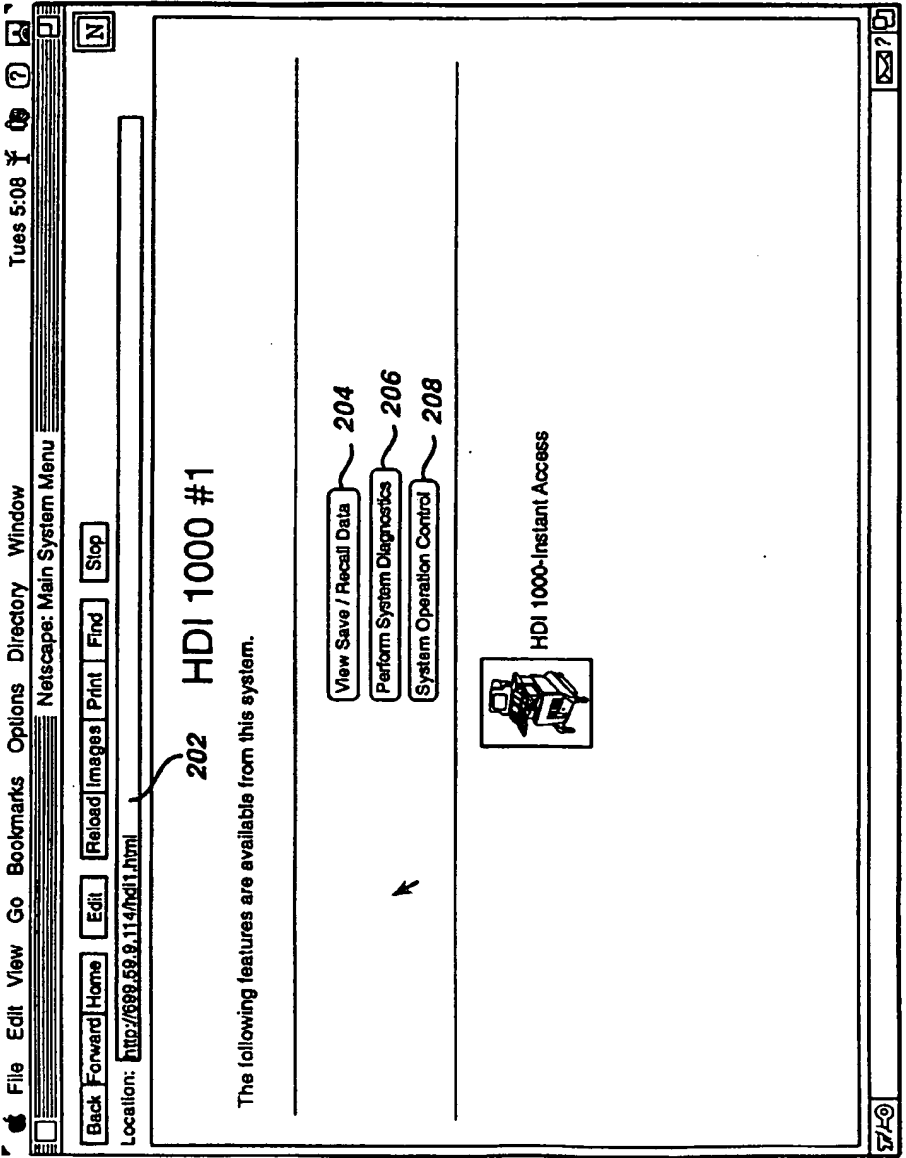 File Edit View Go Bookmarks Options Directory Window Tues 5:08 ?
Netscape: Main System Menu
Back Forward Home Edit Reload Images Print Find Stop
N
Location: http://699.59.9.114/hdi1.html
202
HDI 1000 #1
The following features are available from this system.
View Save / Recall Data 204
Perform System Diagnostics 206
System Operation Control 208
HDI 1000-Instant Access
?